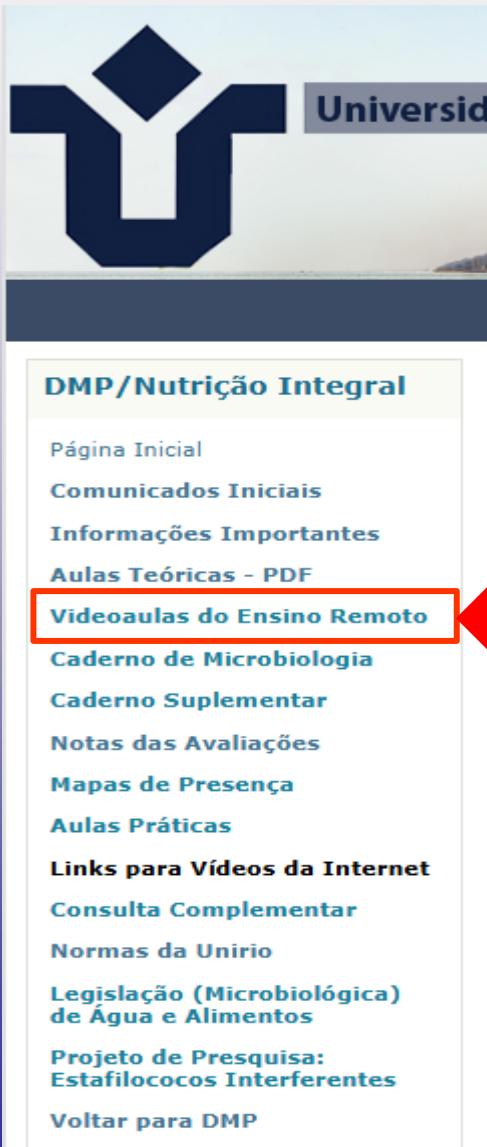 Universid
DMP/Nutrição Integral
Página Inicial
Comunicados Iniciais
Informações Importantes
Aulas Teóricas - PDF
Videoaulas do Ensino Remoto
Caderno de Microbiologia
Caderno Suplementar
Notas das Avaliações
Mapas de Presença
Aulas Práticas
Links para Vídeos da Internet
Consulta Complementar
Normas da Unirio
Legislação (Microbiológica)
de Água e Alimentos
Projeto de Presquisa:
Estafilococos Interferentes
Voltar para DMP